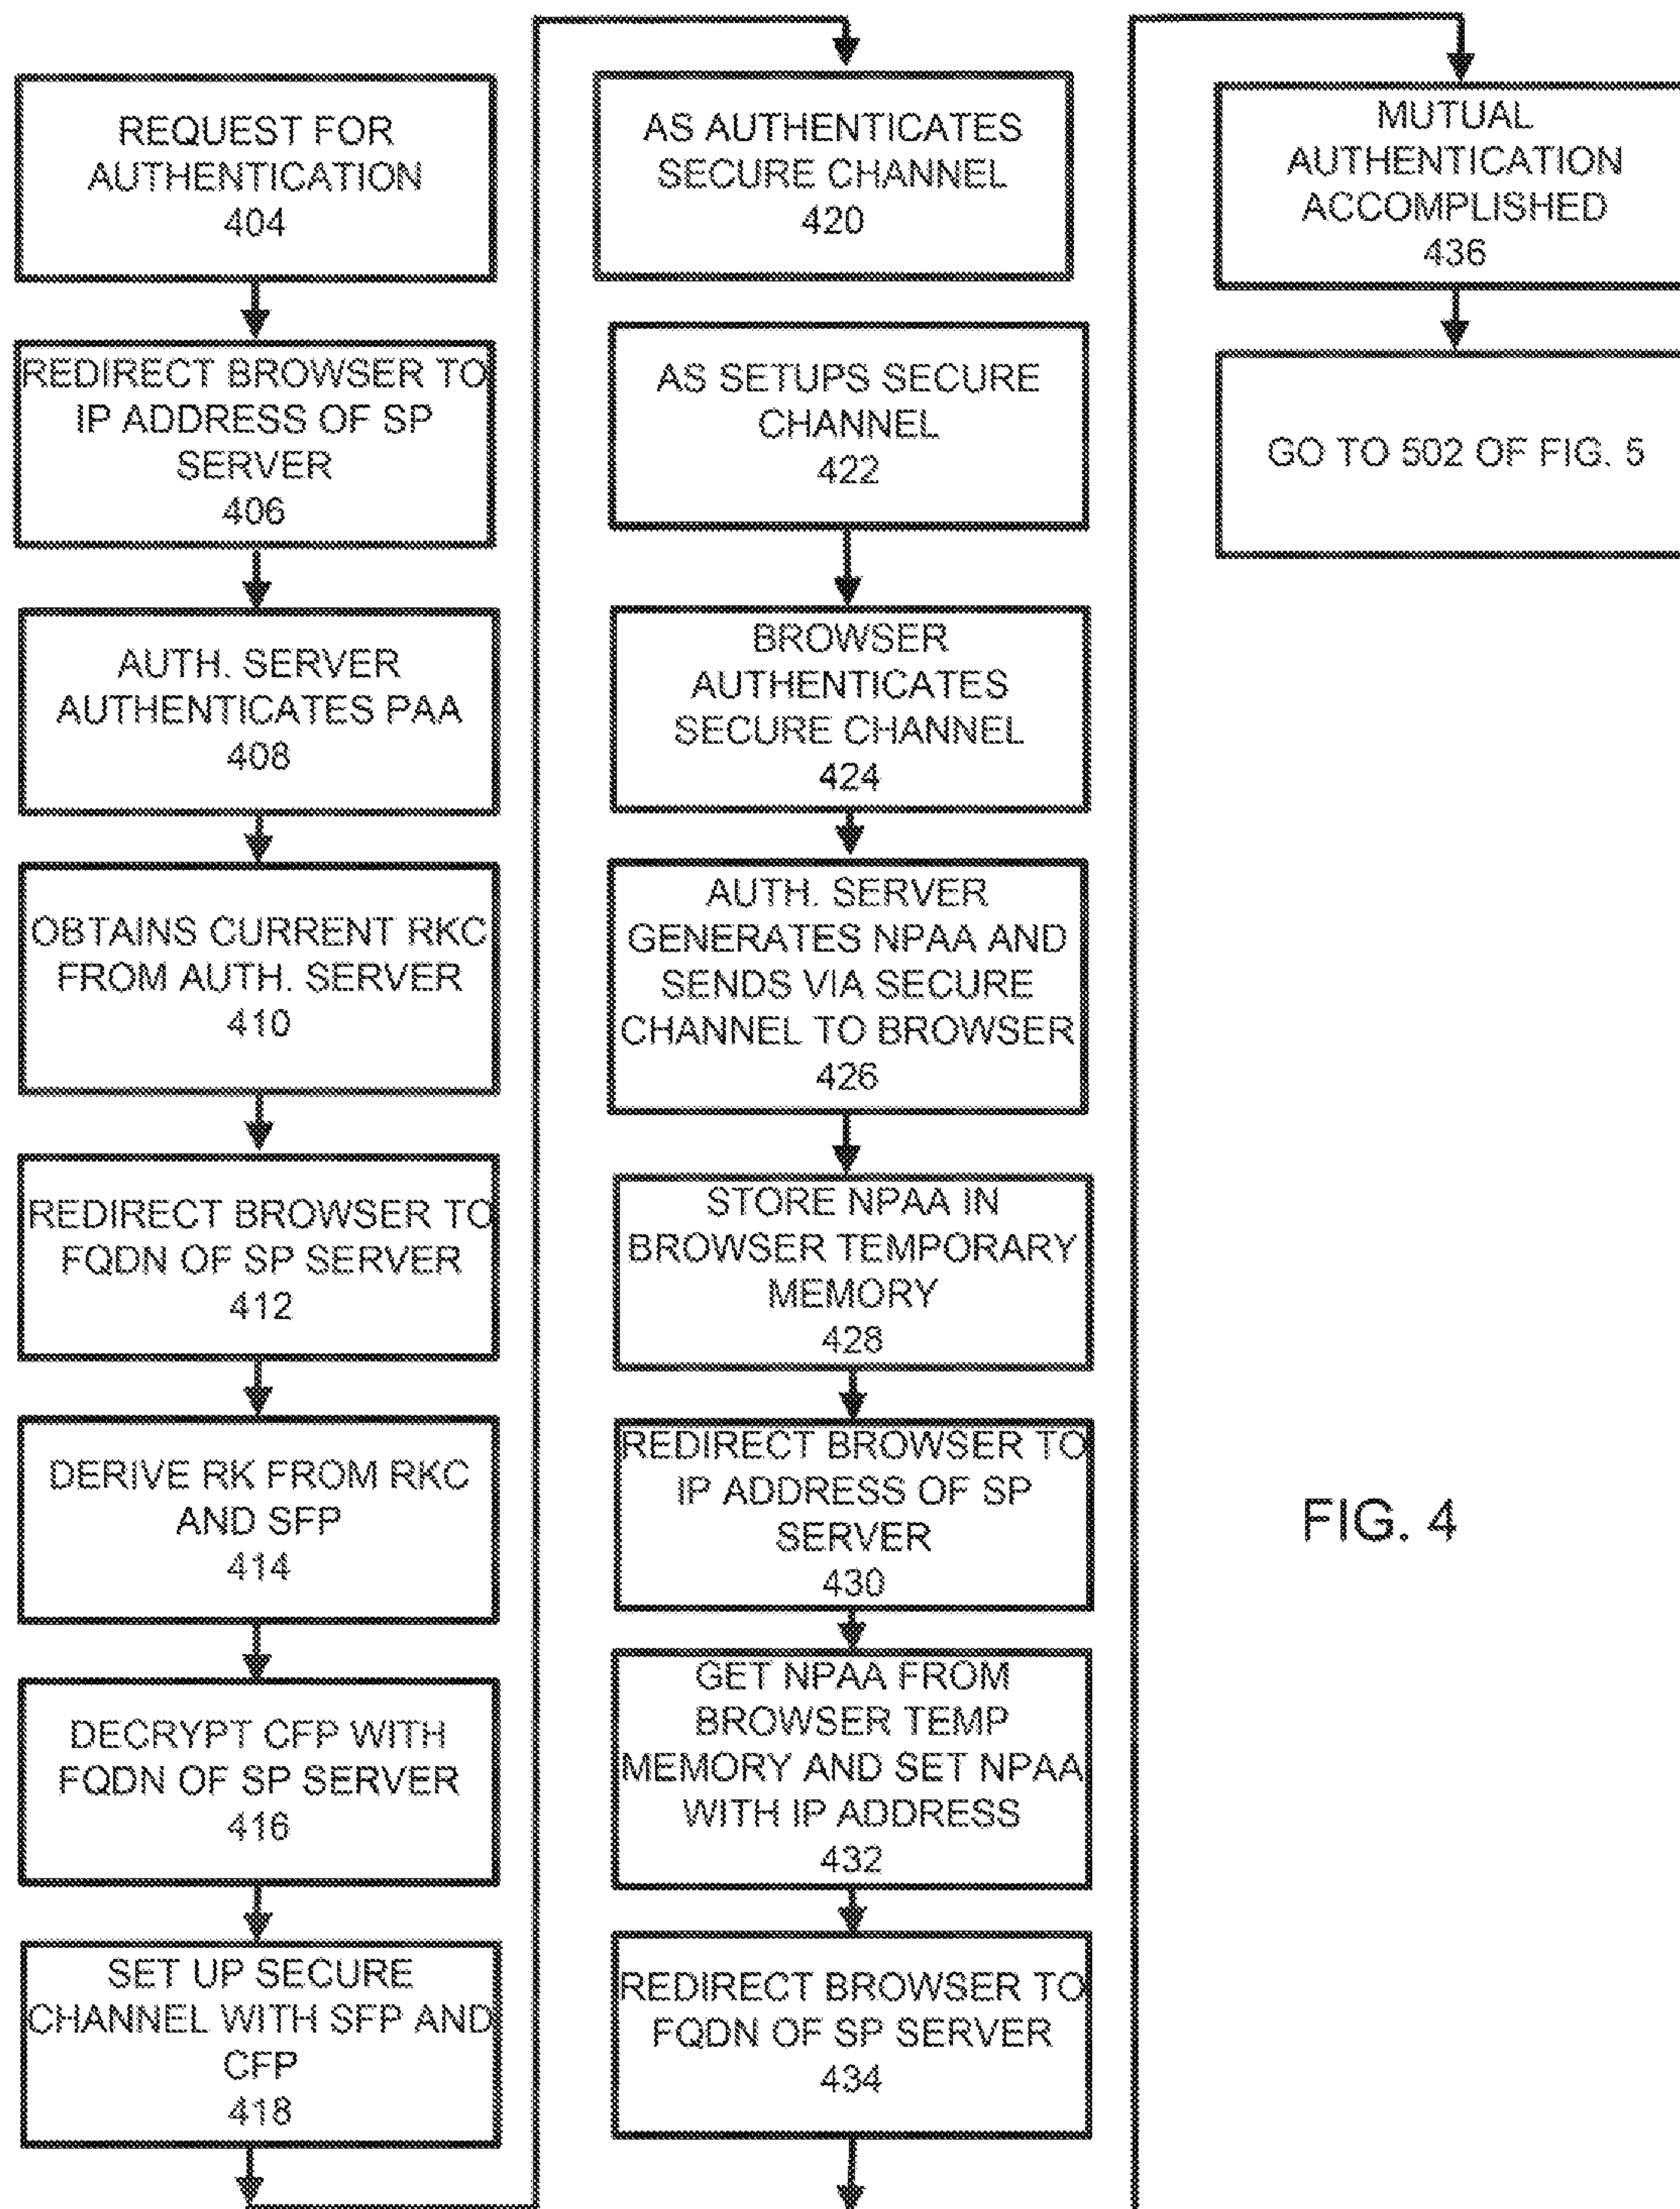 REQUEST FOR
AUTHENTICATION
404
REDIRECT BROWSER TO
IP ADDRESS OF SP
SERVER
406
AUTH. SERVER
AUTHENTICATES PAA
408
OBTAINS CURRENT RKC
FROM AUTH. SERVER
410
REDIRECT BROWSER TO
FQDN OF SP SERVER
412
DERIVE RK FROM RKC
AND SFP
414
DECRYPT CFP WITH
FQDN OF SP SERVER
416
SET UP SECURE
CHANNEL WITH SFP AND
CFP
418
AS AUTHENTICATES
SECURE CHANNEL
420
AS SETUPS SECURE
CHANNEL
422
BROWSER
AUTHENTICATES
SECURE CHANNEL
424
AUTH. SERVER
GENERATES NPAA AND
SENDS VIA SECURE
CHANNEL TO BROWSER
426
STORE NPAA IN
BROWSER TEMPORARY
MEMORY
428
REDIRECT BROWSER TO
IP ADDRESS OF SP
SERVER
430
GET NPAA FROM
BROWSER TEMP
MEMORY AND SET NPAA
WITH IP ADDRESS
432
REDIRECT BROWSER TO
FQDN OF SP SERVER
434
MUTUAL
AUTHENTICATION
ACCOMPLISHED
436
GO TO 502 OF FIG. 5
FIG. 4